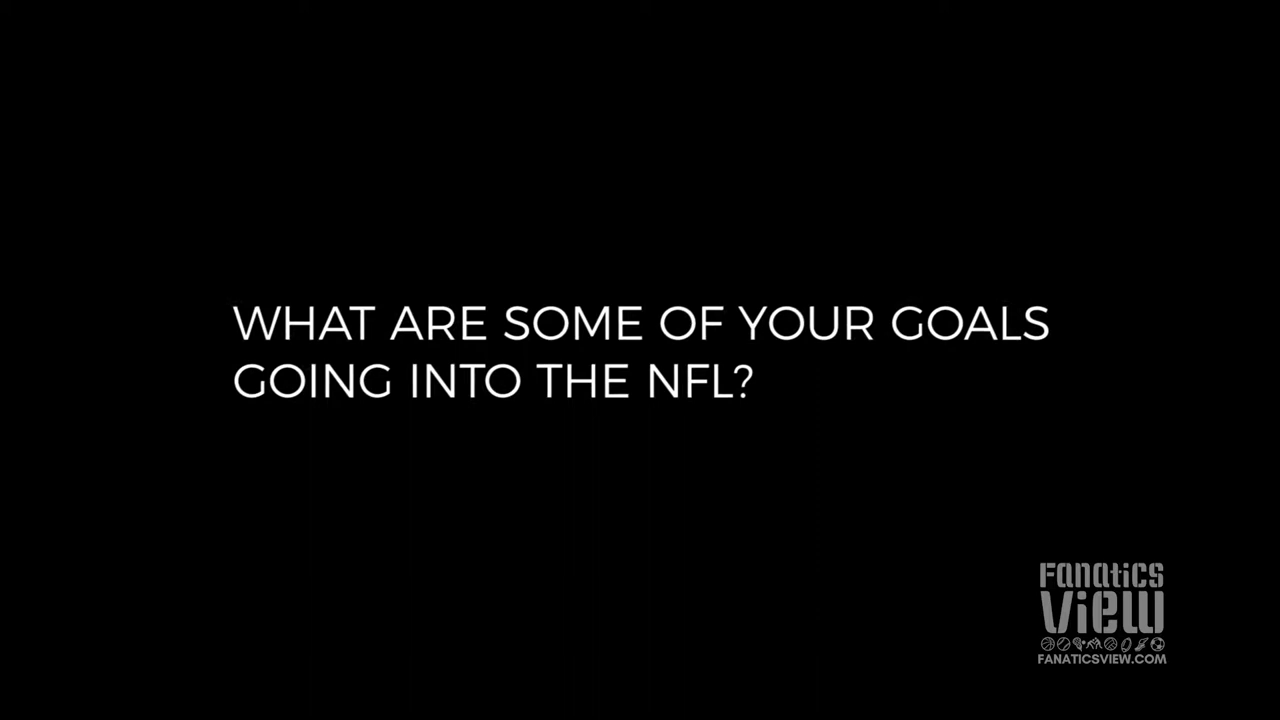 WHAT ARE SOME OF YOUR GOALS
GOING INTO THE NFL?
FANATICS
VIEW
FANATICSVIEW.COM